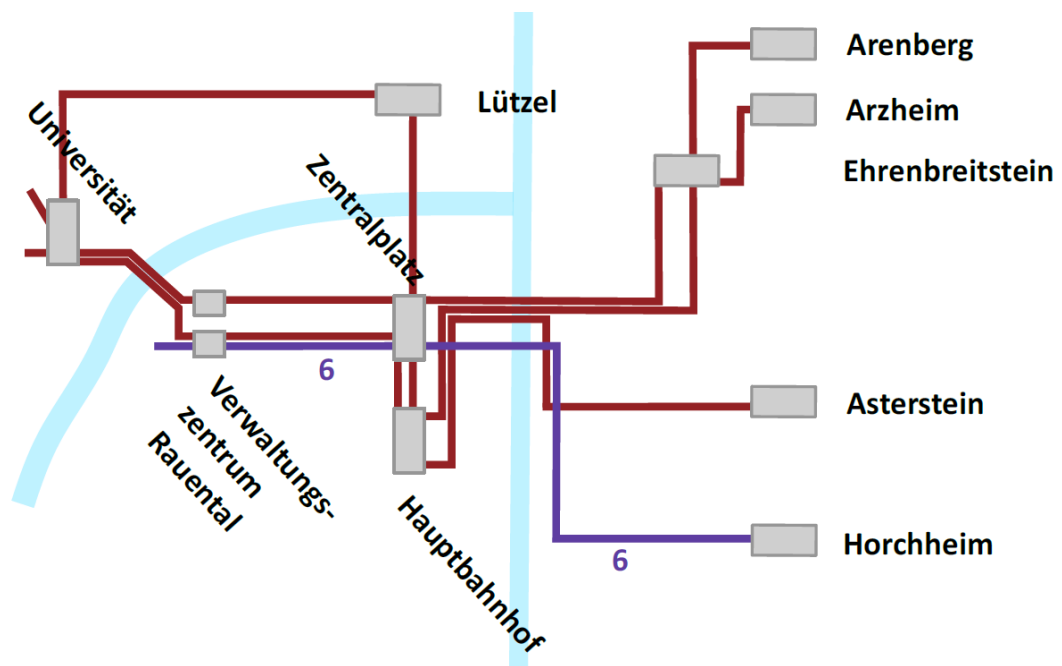 Arenberg
Lützel
Arzheim
Universität
Zentralplatz
Ehrenbreitstein
6
Verwaltungs-
zentrum
Rauental
Asterstein
Hauptbahnhof
Horchheim
6